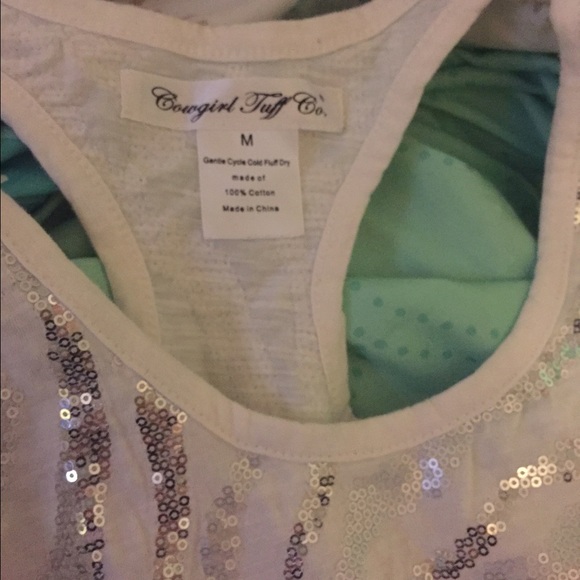 Cowgirl Tuff Co.
M
Gentle Cycle Cold Fluff Dry
made of
100% Cotton
Made in China